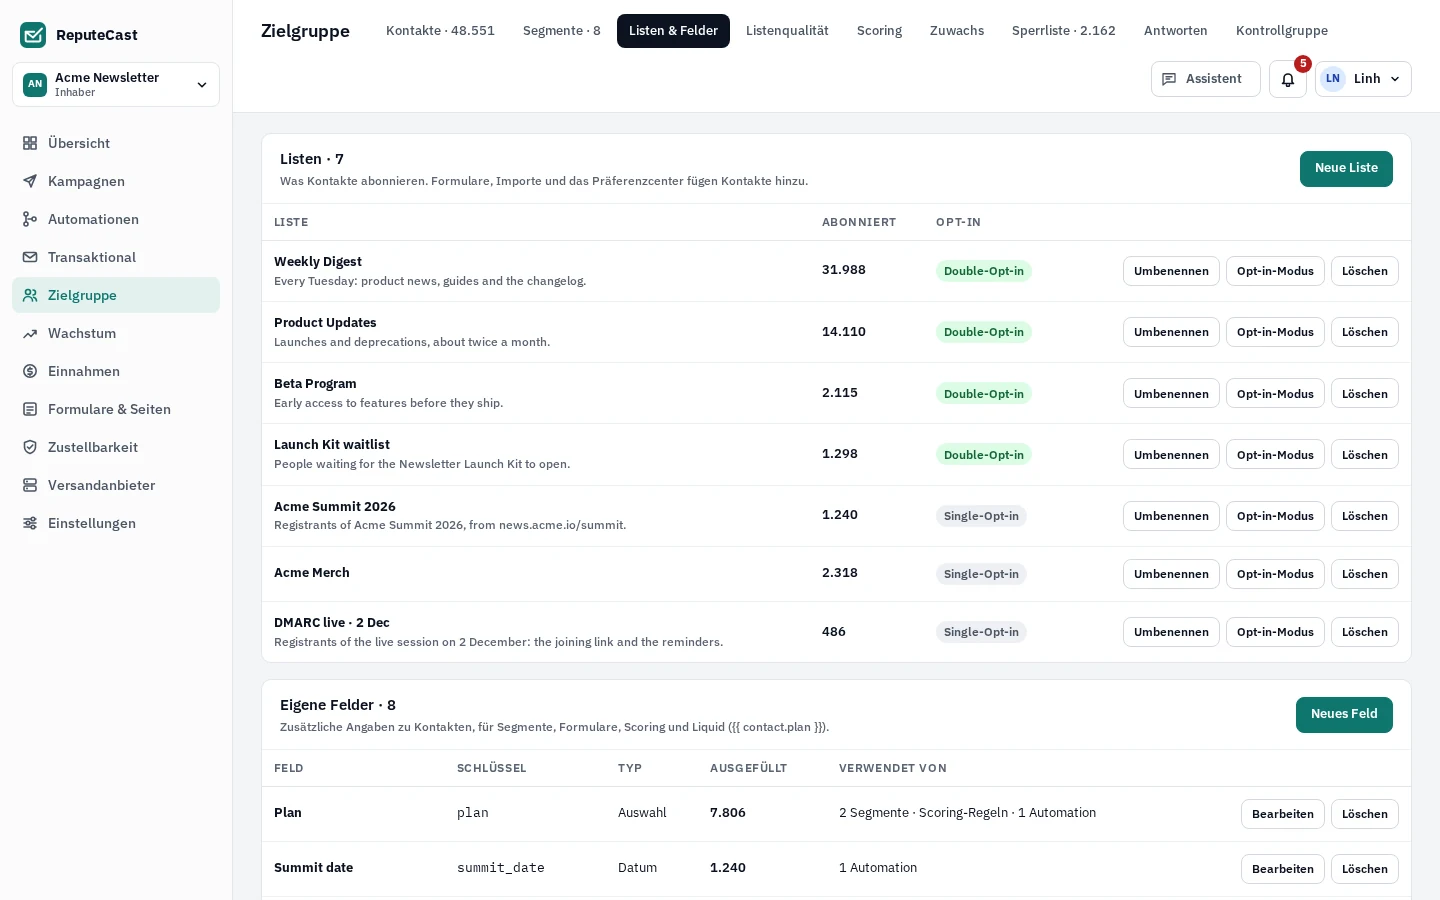 ReputeCast
AN
Acme Newsletter
Inhaber
Übersicht
Kampagnen
Automationen
Transaktional
Zielgruppe
Wachstum
Einnahmen
Formulare & Seiten
Zustellbarkeit
Versandanbieter
Einstellungen
Zielgruppe
Kontakte · 48.551
Segmente · 8
Listen & Felder
Listenqualität
Scoring
Zuwachs
Sperrliste · 2.162
Antworten
Kontrollgruppe
Assistent
5
LN
Linh
Listen · 7
Was Kontakte abonnieren. Formulare, Importe und das Präferenzcenter fügen Kontakte hinzu.
Neue Liste
LISTE ABONNIERT OPT-IN
Weekly Digest
Every Tuesday: product news, guides and the changelog.
31.988 Double-Opt-in Umbenennen Opt-in-Modus Löschen
Product Updates
Launches and deprecations, about twice a month.
14.110 Double-Opt-in Umbenennen Opt-in-Modus Löschen
Beta Program
Early access to features before they ship.
2.115 Double-Opt-in Umbenennen Opt-in-Modus Löschen
Launch Kit waitlist
People waiting for the Newsletter Launch Kit to open.
1.298 Double-Opt-in Umbenennen Opt-in-Modus Löschen
Acme Summit 2026
Registrants of Acme Summit 2026, from news.acme.io/summit.
1.240 Single-Opt-in Umbenennen Opt-in-Modus Löschen
Acme Merch
2.318 Single-Opt-in Umbenennen Opt-in-Modus Löschen
DMARC live · 2 Dec
Registrants of the live session on 2 December: the joining link and the reminders.
486 Single-Opt-in Umbenennen Opt-in-Modus Löschen
Eigene Felder · 8
Zusätzliche Angaben zu Kontakten, für Segmente, Formulare, Scoring und Liquid ({{ contact.plan }}).
Neues Feld
FELD SCHLÜSSEL TYP AUSGEFÜLLT VERWENDET VON
Plan plan Auswahl 7.806 2 Segmente · Scoring-Regeln · 1 Automation Bearbeiten Löschen
Summit date summit_date Datum 1.240 1 Automation Bearbeiten Löschen